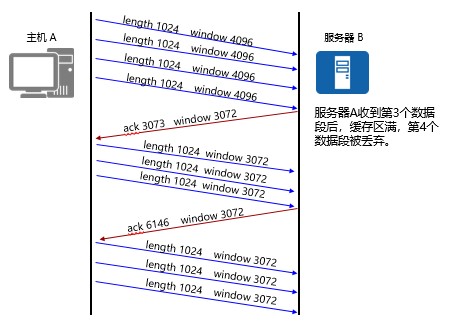 主机 A
服务器 B
length 1024 window 4096
length 1024 window 4096
length 1024 window 4096
length 1024 window 4096
服务器A收到第3个数据
段后，缓存区满，第4个
数据段被丢弃。
ack 3073 window 3072
length 1024 window 3072
length 1024 window 3072
length 1024 window 3072
ack 6146 window 3072
length 1024 window 3072
length 1024 window 3072
length 1024 window 3072